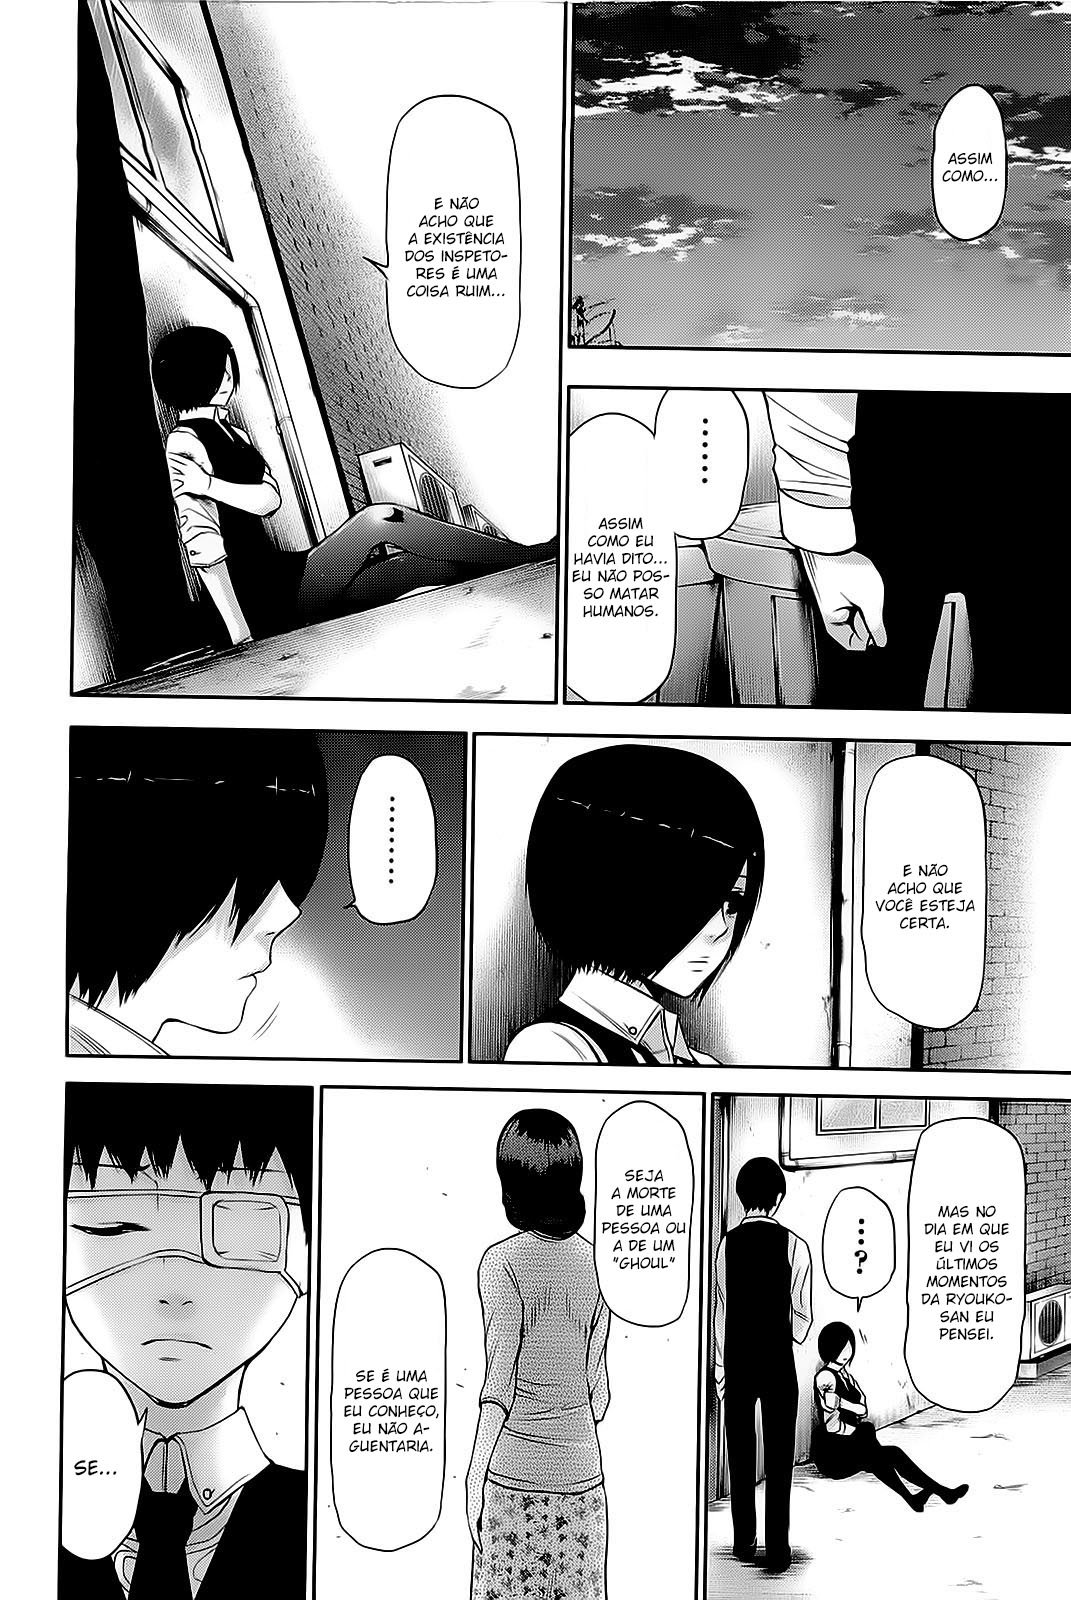 ASSIM
COMO...
......
ASSIM
COMO EU
HAVIA DITO...
EU NÃO POS-
SO MATAR
HUMANOS.
E NÃO
ACHO QUE
A EXISTÊNCIA
DOS INSPETO-
RES É UMA
COISA RUIM...
E NÃO
ACHO QUE
VOCÊ ESTEJA
CERTA.
........
MAS NO
DIA EM QUE
EU VI OS
ÚLTIMOS
MOMENTOS
DA RYOUKO-
SAN EU
PENSEI.
...?
SEJA
A MORTE
DE UMA
PESSOA OU
A DE UM
"GHOUL"
SE É UMA
PESSOA QUE
EU CONHEÇO,
EU NÃO A-
GUENTARIA.
SE...